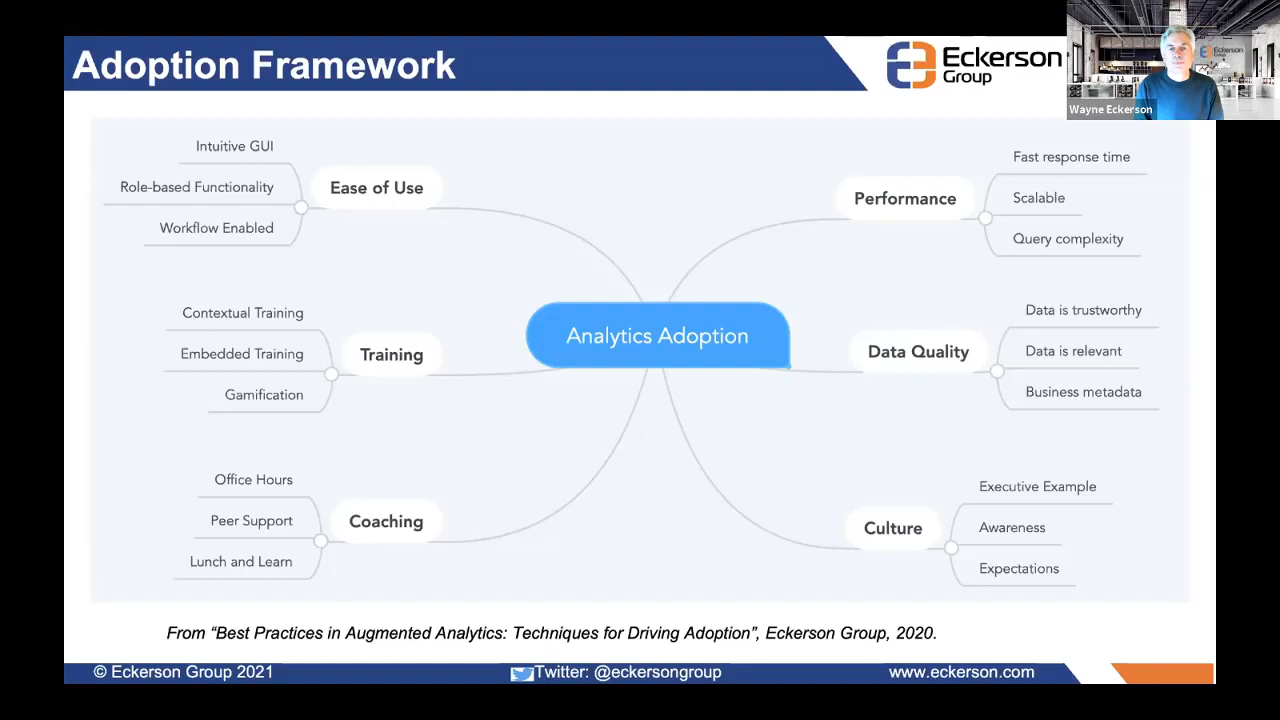 Adoption Framework
Eckerson
Group
Eckerson
Group
Wayne Eckerson
Intuitive GUI
Role-based Functionality
Workflow Enabled
Ease of Use
Contextual Training
Embedded Training
Gamification
Training
Office Hours
Peer Support
Lunch and Learn
Coaching
Analytics Adoption
Performance
Fast response time
Scalable
Query complexity
Data Quality
Data is trustworthy
Data is relevant
Business metadata
Culture
Executive Example
Awareness
Expectations
From “Best Practices in Augmented Analytics: Techniques for Driving Adoption”, Eckerson Group, 2020.
© Eckerson Group 2021
Twitter: @eckersongroup
www.eckerson.com